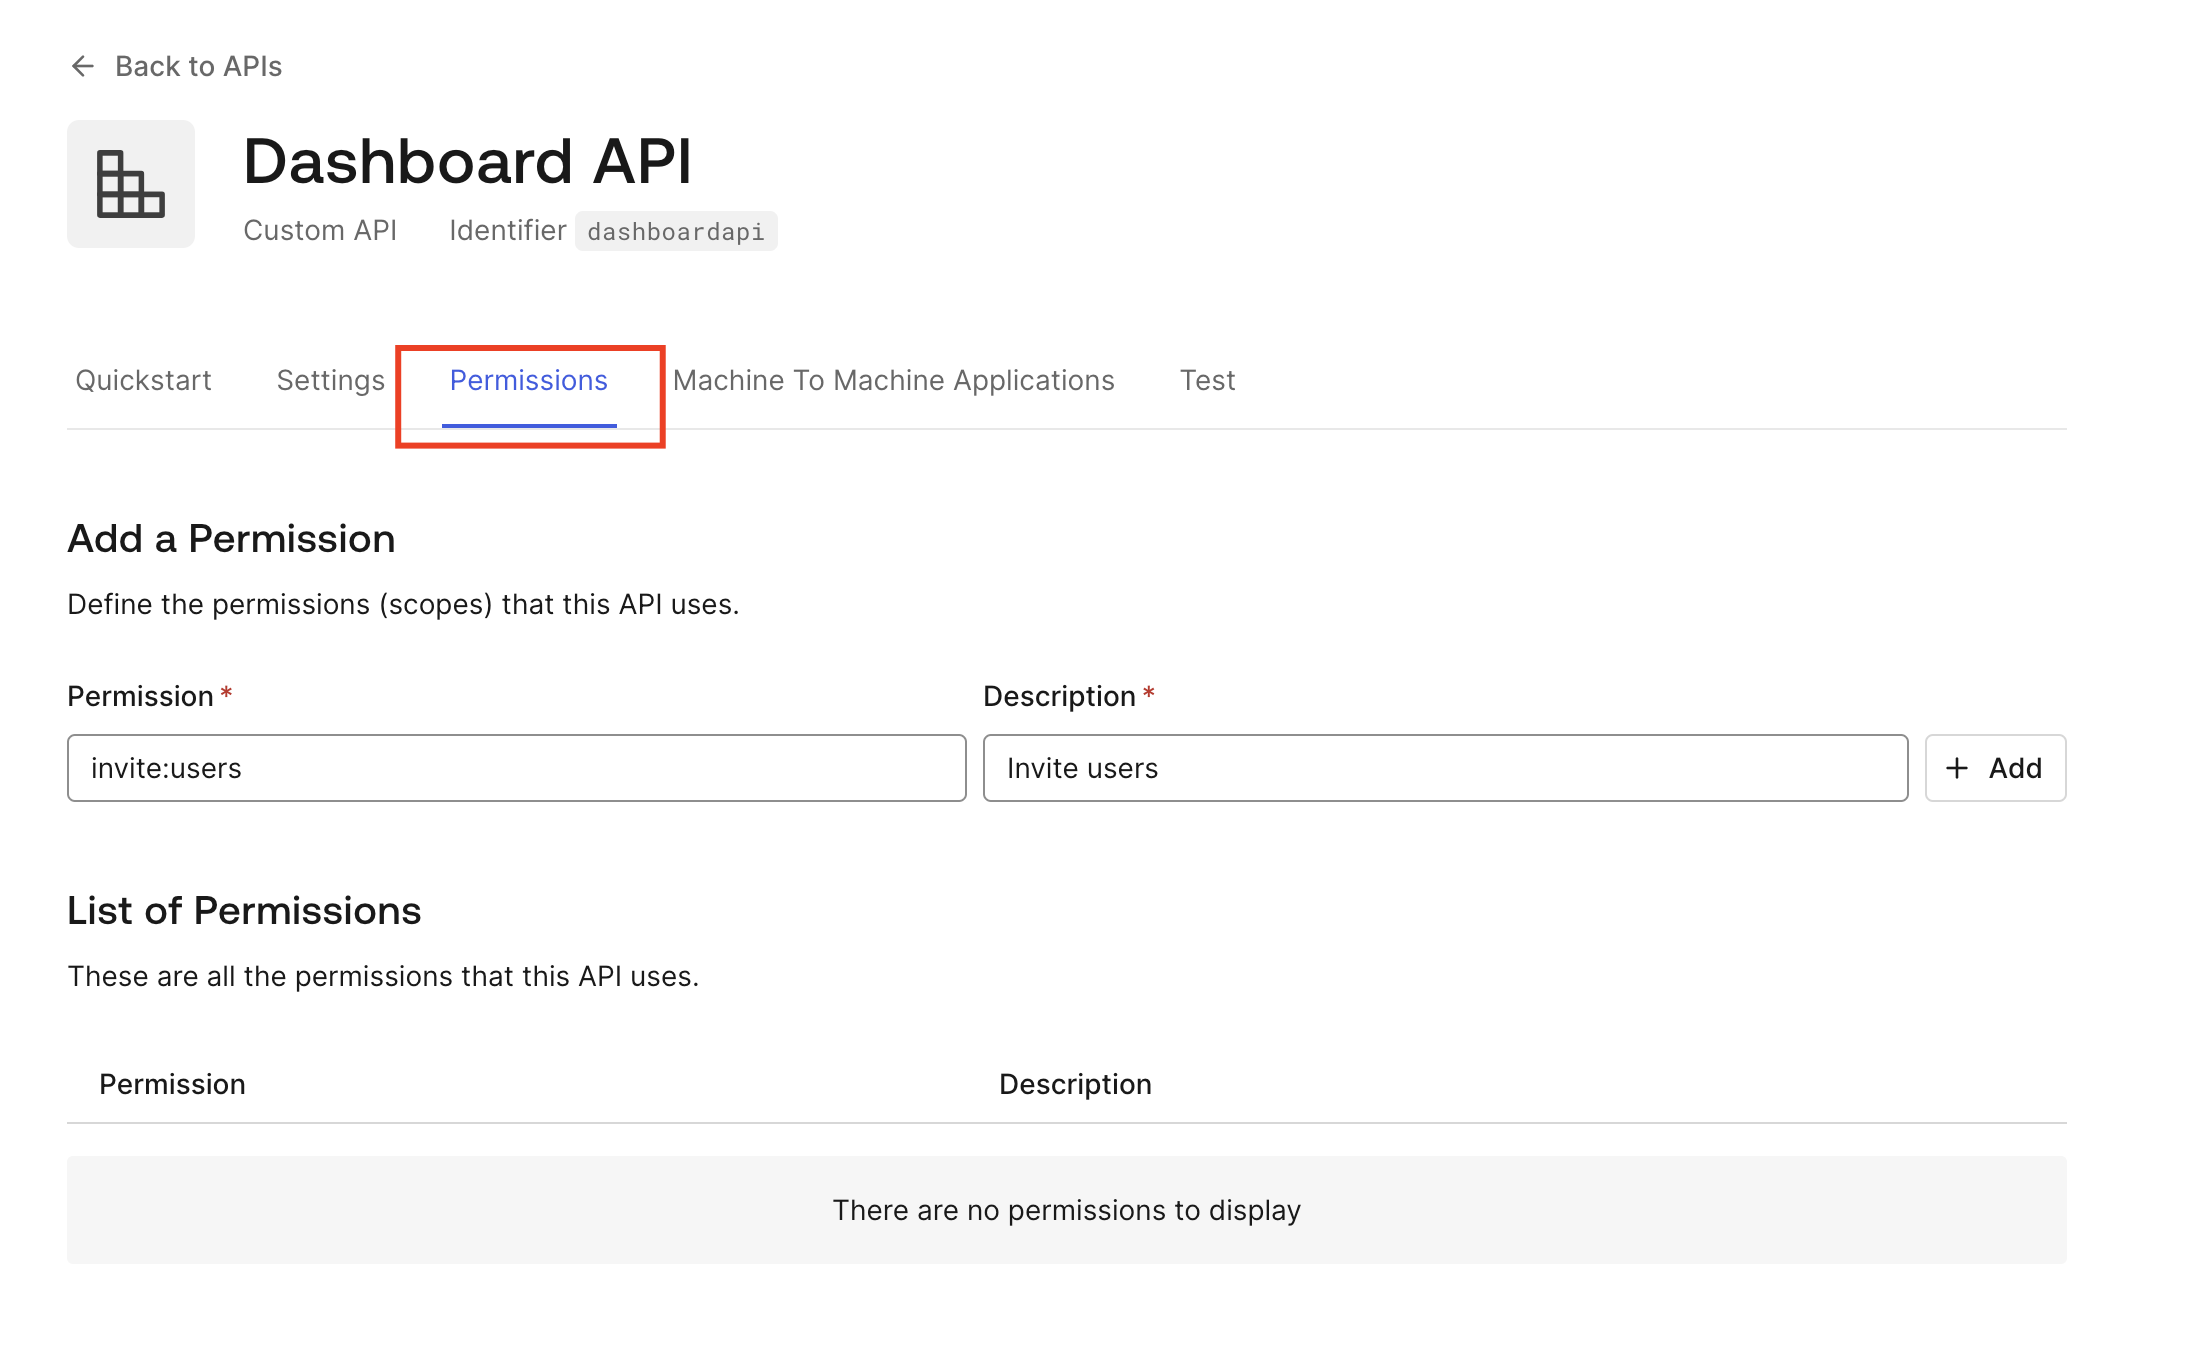 Back to APIs
Dashboard API
Custom API Identifier dashboardapi
Quickstart Settings Permissions Machine To Machine Applications Test
Add a Permission
Define the permissions (scopes) that this API uses.
Permission * Description *
invite:users Invite users + Add
List of Permissions
These are all the permissions that this API uses.
Permission Description
There are no permissions to display